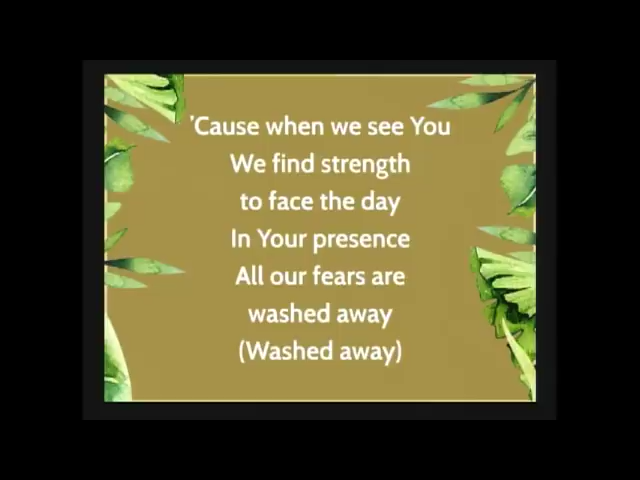 'Cause when we see You
We find strength
to face the day
In Your presence
All our fears are
washed away
(Washed away)